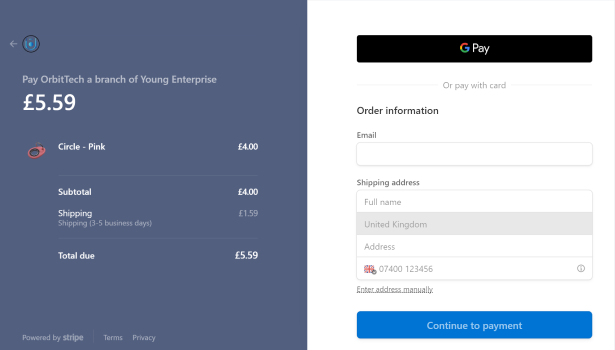 Pay OrbitTech a branch of Young Enterprise
£5.59
Circle - Pink £4.00
Subtotal £4.00
Shipping £1.59
Shipping (3-5 business days)
Total due £5.59
Powered by stripe Terms Privacy
G Pay
Or pay with card
Order information
Email
Shipping address
Full name
United Kingdom
Address
07400 123456
Enter address manually
Continue to payment